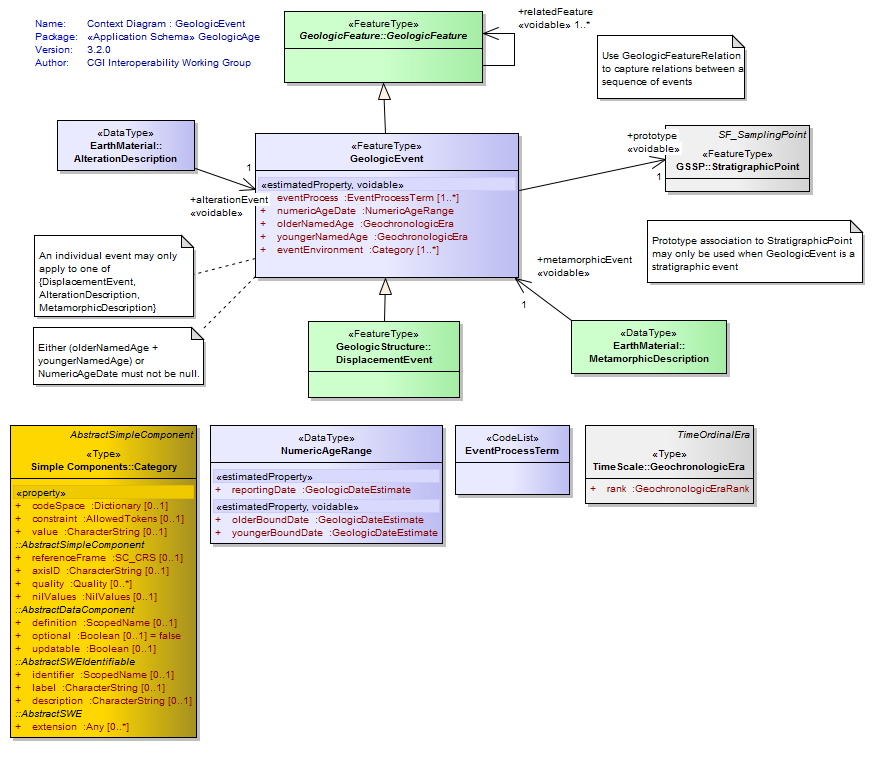 Name: Context Diagram : GeologicEvent
Package: «Application Schema» GeologicAge
Version: 3.2.0
Author: CGI Interoperability Working Group
«FeatureType»
GeologicFeature::GeologicFeature
+relatedFeature
«voidable» 1..*
Use GeologicFeatureRelation
to capture relations between a
sequence of events
«DataType»
EarthMaterial::
AlterationDescription
1
+alterationEvent
«voidable»
«FeatureType»
GeologicEvent
«estimatedProperty, voidable»
+ eventProcess :EventProcessTerm [1..*]
+ numericAgeDate :NumericAgeRange
+ olderNamedAge :GeochronologicEra
+ youngerNamedAge :GeochronologicEra
+ eventEnvironment :Category [1..*]
+prototype
«voidable»
1
SF_SamplingPoint
«FeatureType»
GSSP::StratigraphicPoint
Prototype association to StratigraphicPoint
may only be used when GeologicEvent is a
stratigraphic event
An individual event may only
apply to one of
{DisplacementEvent,
AlterationDescription,
MetamorphicDescription}
+metamorphicEvent
«voidable»
1
Either (olderNamedAge +
youngerNamedAge) or
NumericAgeDate must not be null.
«FeatureType»
GeologicStructure::
DisplacementEvent
«DataType»
EarthMaterial::
MetamorphicDescription
AbstractSimpleComponent
«Type»
Simple Components::Category
«property»
+ codeSpace :Dictionary [0..1]
+ constraint :AllowedTokens [0..1]
+ value :CharacterString [0..1]
::AbstractSimpleComponent
+ referenceFrame :SC_CRS [0..1]
+ axisID :CharacterString [0..1]
+ quality :Quality [0..*]
+ nilValues :NilValues [0..1]
::AbstractDataComponent
+ definition :ScopedName [0..1]
+ optional :Boolean [0..1] = false
+ updatable :Boolean [0..1]
::AbstractSWEIdentifiable
+ identifier :ScopedName [0..1]
+ label :CharacterString [0..1]
+ description :CharacterString [0..1]
::AbstractSWE
+ extension :Any [0..*]
«DataType»
NumericAgeRange
«estimatedProperty»
+ reportingDate :GeologicDateEstimate
«estimatedProperty, voidable»
+ olderBoundDate :GeologicDateEstimate
+ youngerBoundDate :GeologicDateEstimate
«CodeList»
EventProcessTerm
TimeOrdinalEra
«Type»
TimeScale::GeochronologicEra
+ rank :GeochronologicEraRank